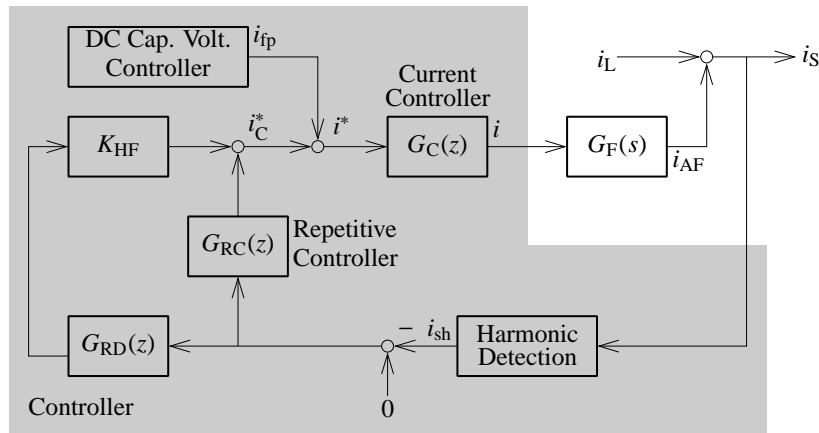 DC Cap. Volt.
Controller
i_fp
Current
Controller
i_L
i_S
K_HF
i_C^*
i^*
G_C(z)
i
G_F(s)
i_AF
G_RC(z)
Repetitive
Controller
G_RD(z)
−
i_sh
Harmonic
Detection
Controller
0